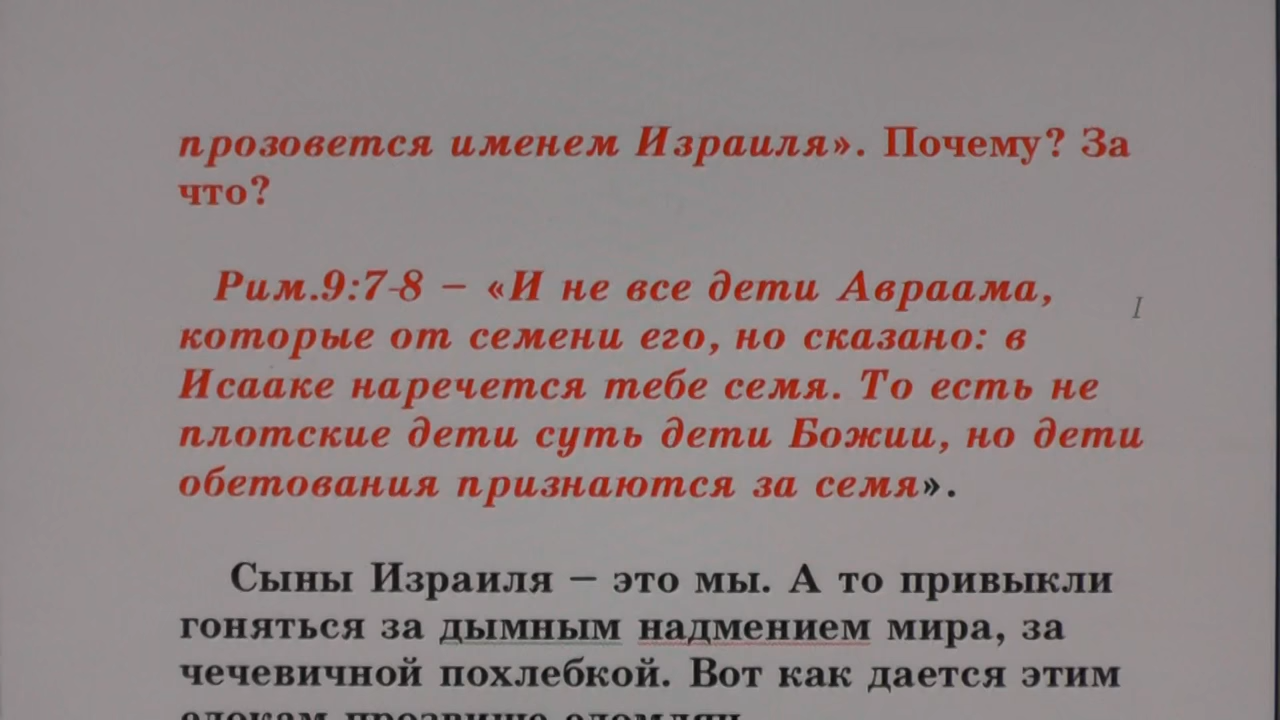 прозовется именем Израиля». Почему? За
что?
Рим.9:7-8 – «И не все дети Авраама,
которые от семени его, но сказано: в
Исааке наречется тебе семя. То есть не
плотские дети суть дети Божии, но дети
обетования признаются за семя».
Сыны Израиля – это мы. А то привыкли
гоняться за дымным надмением мира, за
чечевичной похлебкой. Вот как дается этим